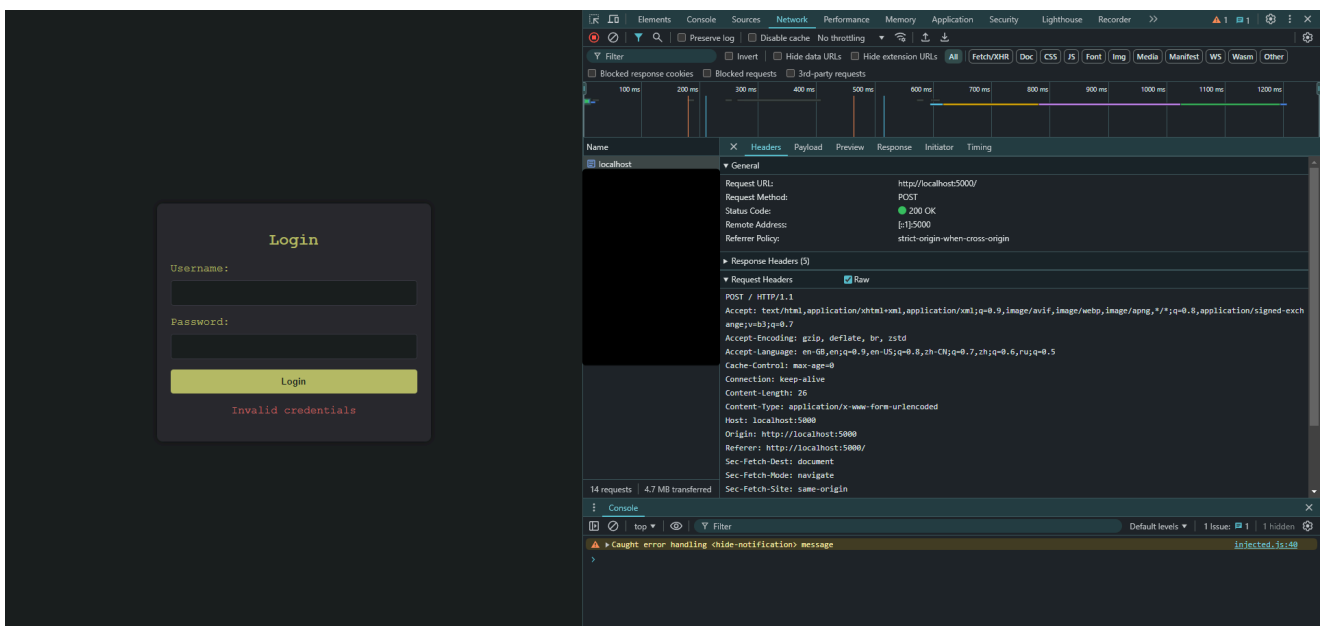 Login
Username:
Password:
Login
Invalid credentials
Elements Console Sources Network Performance Memory Application Security Lighthouse Recorder >> 1 1
Preserve log Disable cache No throttling
Filter Invert Hide data URLs Hide extension URLs All Fetch/XHR Doc CSS JS Font Img Media Manifest WS Wasm Other
Blocked response cookies Blocked requests 3rd-party requests
100 ms 200 ms 300 ms 400 ms 500 ms 600 ms 700 ms 800 ms 900 ms 1000 ms 1100 ms 1200 ms
Name Headers Payload Preview Response Initiator Timing
localhost
General
Request URL: http://localhost:5000/
Request Method: POST
Status Code: 200 OK
Remote Address: [::1]:5000
Referrer Policy: strict-origin-when-cross-origin
Response Headers (5)
Request Headers Raw
POST / HTTP/1.1
Accept: text/html,application/xhtml+xml,application/xml;q=0.9,image/avif,image/webp,image/apng,*/*;q=0.8,application/signed-exch
ange;v=b3;q=0.7
Accept-Encoding: gzip, deflate, br, zstd
Accept-Language: en-GB,en;q=0.9,en-US;q=0.8,zh-CN;q=0.7,zh;q=0.6,ru;q=0.5
Cache-Control: max-age=0
Connection: keep-alive
Content-Length: 26
Content-Type: application/x-www-form-urlencoded
Host: localhost:5000
Origin: http://localhost:5000
Referer: http://localhost:5000/
Sec-Fetch-Dest: document
Sec-Fetch-Mode: navigate
Sec-Fetch-Site: same-origin
14 requests 4.7 MB transferred
Console
top Filter Default levels 1 Issue: 1 1 hidden
Caught error handling <hide-notification> message injected.js:40